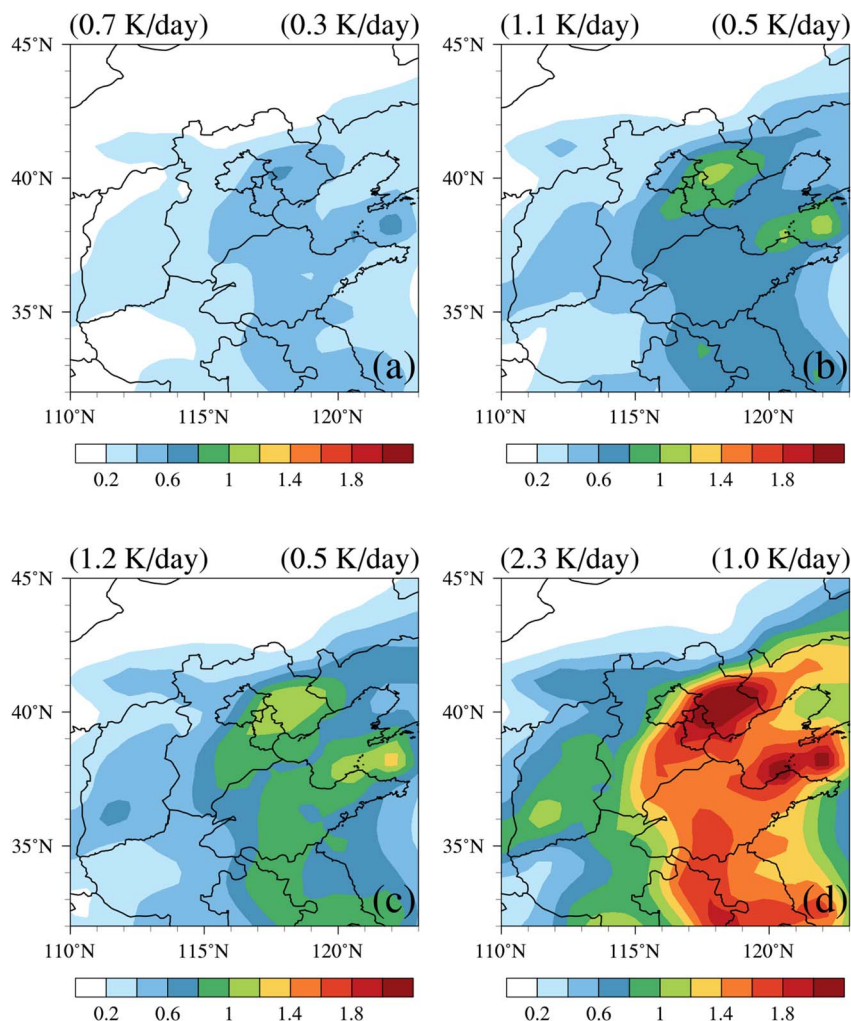 (0.7 K/day) (0.3 K/day) (1.1 K/day) (0.5 K/day)
45°N 45°N
40°N 40°N
35°N 35°N
(a) (b)
110°N 115°N 120°N 110°N 115°N 120°N
0.2 0.6 1 1.4 1.8 0.2 0.6 1 1.4 1.8
(1.2 K/day) (0.5 K/day) (2.3 K/day) (1.0 K/day)
45°N 45°N
40°N 40°N
35°N 35°N
(c) (d)
110°N 115°N 120°N 110°N 115°N 120°N
0.2 0.6 1 1.4 1.8 0.2 0.6 1 1.4 1.8